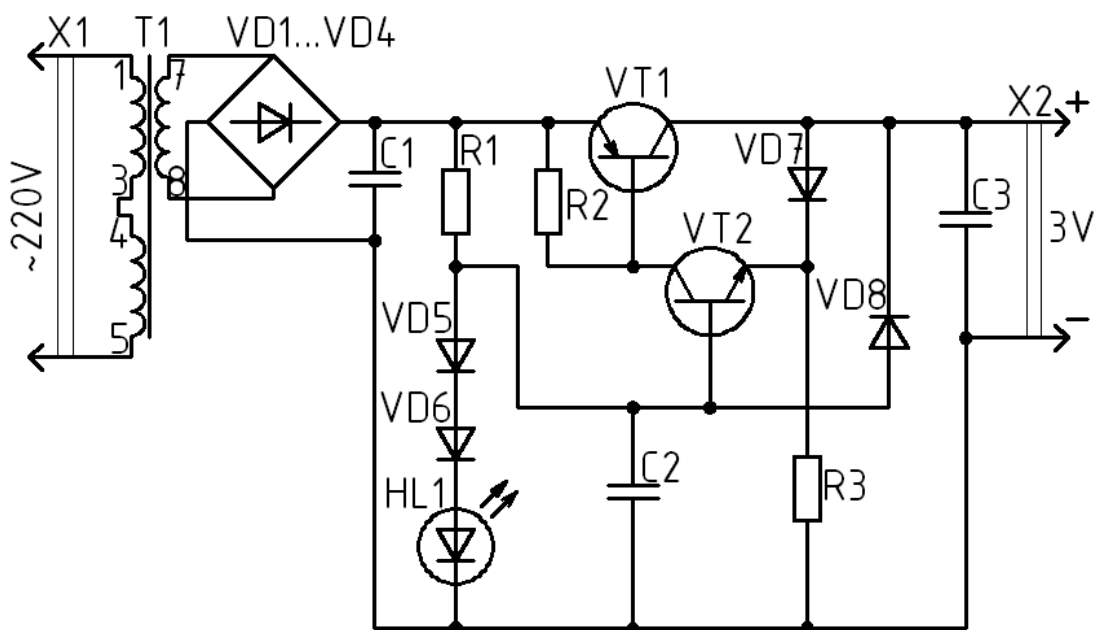 X1 T1 VD1...VD4
1 7
VT1
X2 +
C1 R1
VD7
3 8
R2
C3
~220V
4
VT2
3V
VD5
VD8
5
–
VD6
HL1
C2
R3